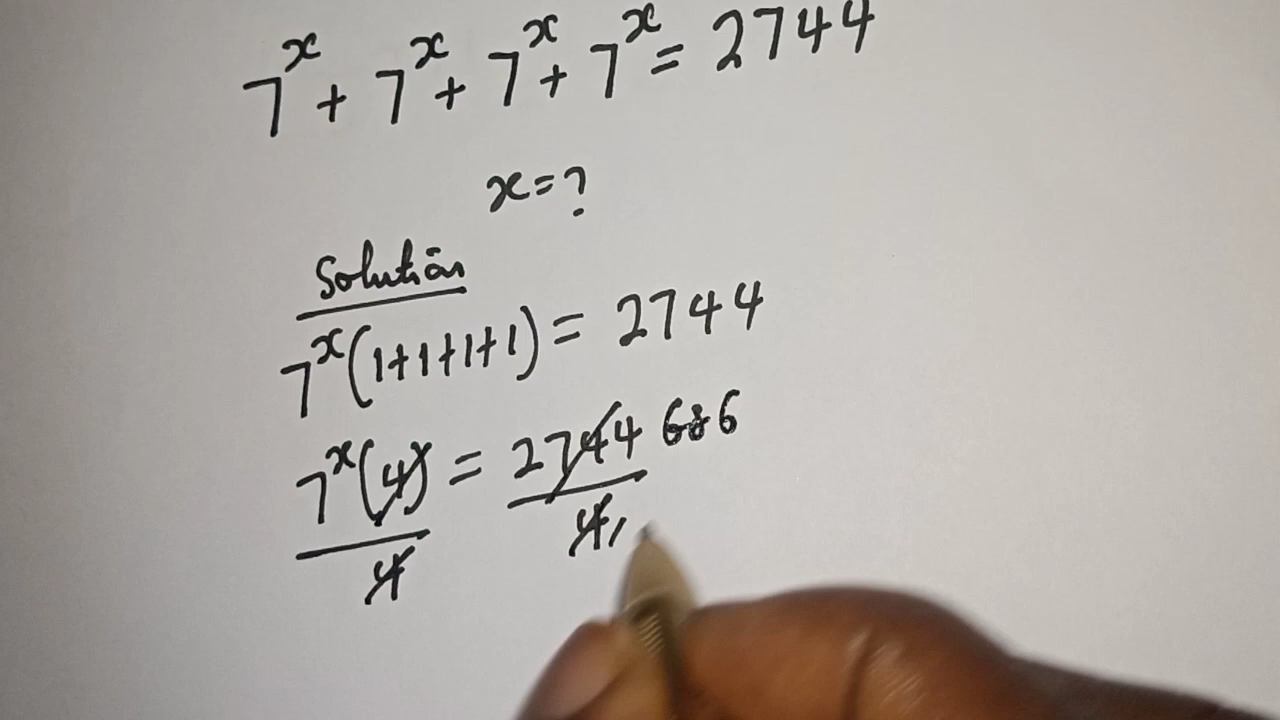 7^x + 7^x + 7^x + 7^x = 2744
x = ?
Solution
7^x (1+1+1+1) = 2744
7^x (4) = 2744 686
4 4,